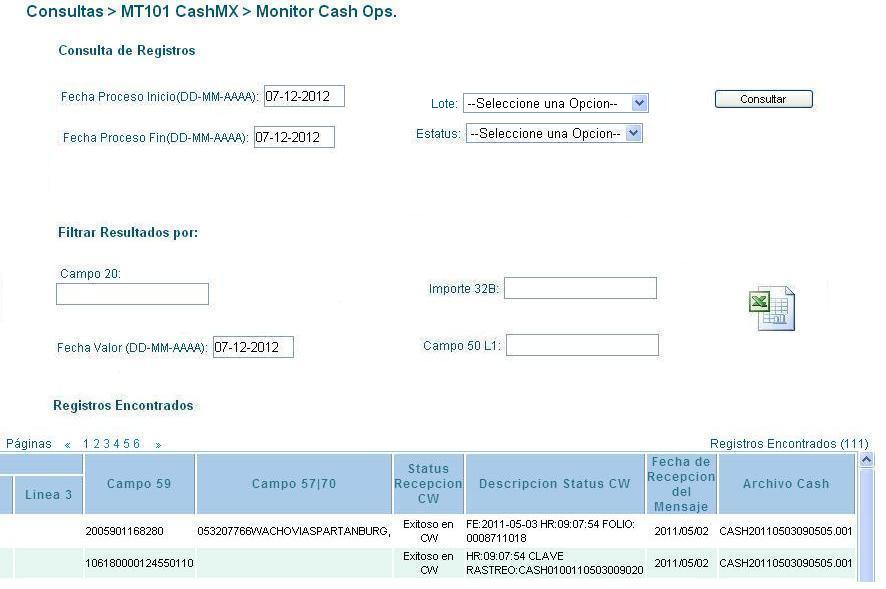 Consultas > MT101 CashMX > Monitor Cash Ops.
Consulta de Registros
Fecha Proceso Inicio(DD-MM-AAAA): 07-12-2012
Lote: --Seleccione una Opcion--
Consultar
Fecha Proceso Fin(DD-MM-AAAA): 07-12-2012
Estatus: --Seleccione una Opcion--
Filtrar Resultados por:
Campo 20:
Importe 32B:
Fecha Valor (DD-MM-AAAA): 07-12-2012
Campo 50 L1:
Registros Encontrados
Páginas « 1 2 3 4 5 6 »
Registros Encontrados (111)
Linea 3
Campo 59
Campo 57|70
Status
Recepcion
CW
Descripcion Status CW
Fecha de
Recepcion
del
Mensaje
Archivo Cash
2005901168280
053207766WACHOVIASPARTANBURG,
Exitoso en
CW
FE:2011-05-03 HR:09:07:54 FOLIO:
0008711018
2011/05/02
CASH20110503090505.001
106180000124550110
Exitoso en
CW
HR:09:07:54 CLAVE
RASTREO:CASH0100110503009020
2011/05/02
CASH20110503090505.001